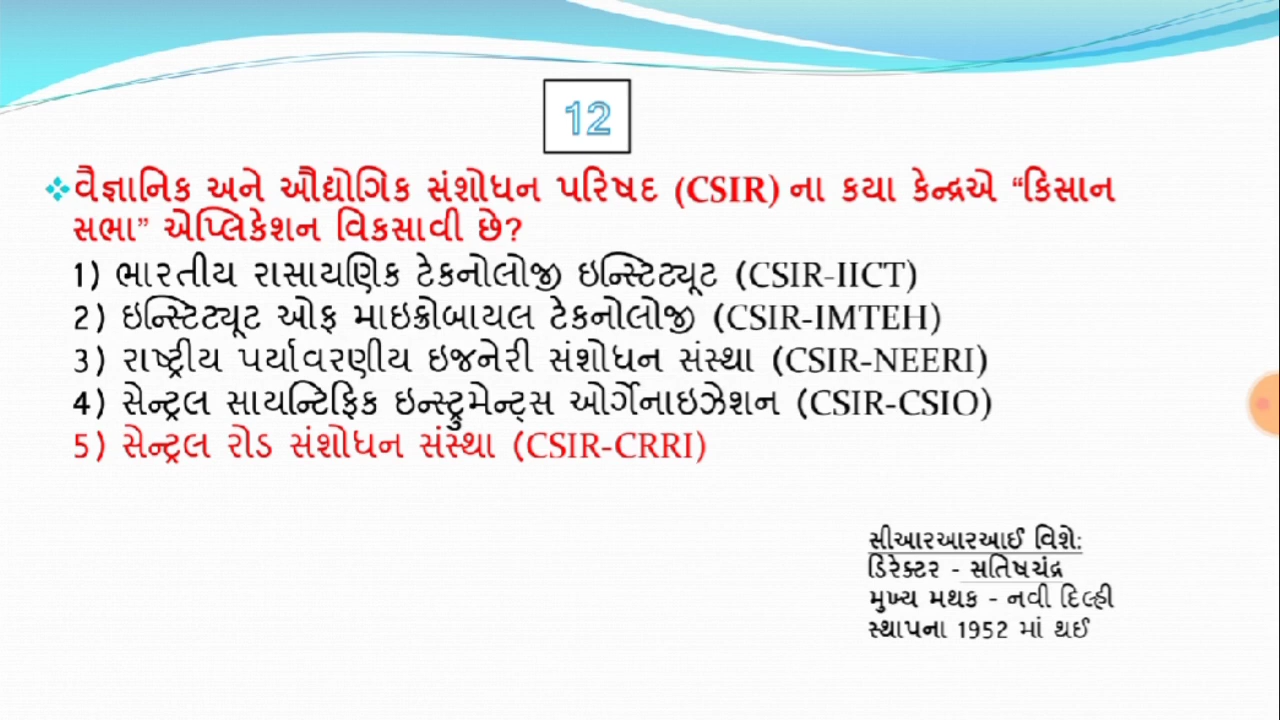 12
❖વૈજ્ઞાનિક અને ઔદ્યોગિક સંશોધન પરિષદ (CSIR) ના કયા કેન્દ્રએ “કિસાન
સભા” એપ્લિકેશન વિકસાવી છે?
1) ભારતીય રાસાયણિક ટેકનોલોજી ઇન્સ્ટિટ્યૂટ (CSIR-IICT)
2) ઇન્સ્ટિટ્યૂટ ઓફ માઇક્રોબાયલ ટેકનોલોજી (CSIR-IMTEH)
3) રાષ્ટ્રીય પર્યાવરણીય ઇજનેરી સંશોધન સંસ્થા (CSIR-NEERI)
4) સેન્ટ્રલ સાયન્ટિફિક ઇન્સ્ટ્રુમેન્ટ્સ ઓર્ગેનાઇઝેશન (CSIR-CSIO)
5) સેન્ટ્રલ રોડ સંશોધન સંસ્થા (CSIR-CRRI)
સીઆરઆરઆઈ વિશે:
ડિરેક્ટર - સતિષચંદ્ર
મુખ્ય મથક - નવી દિલ્હી
સ્થાપના 1952 માં થઈ